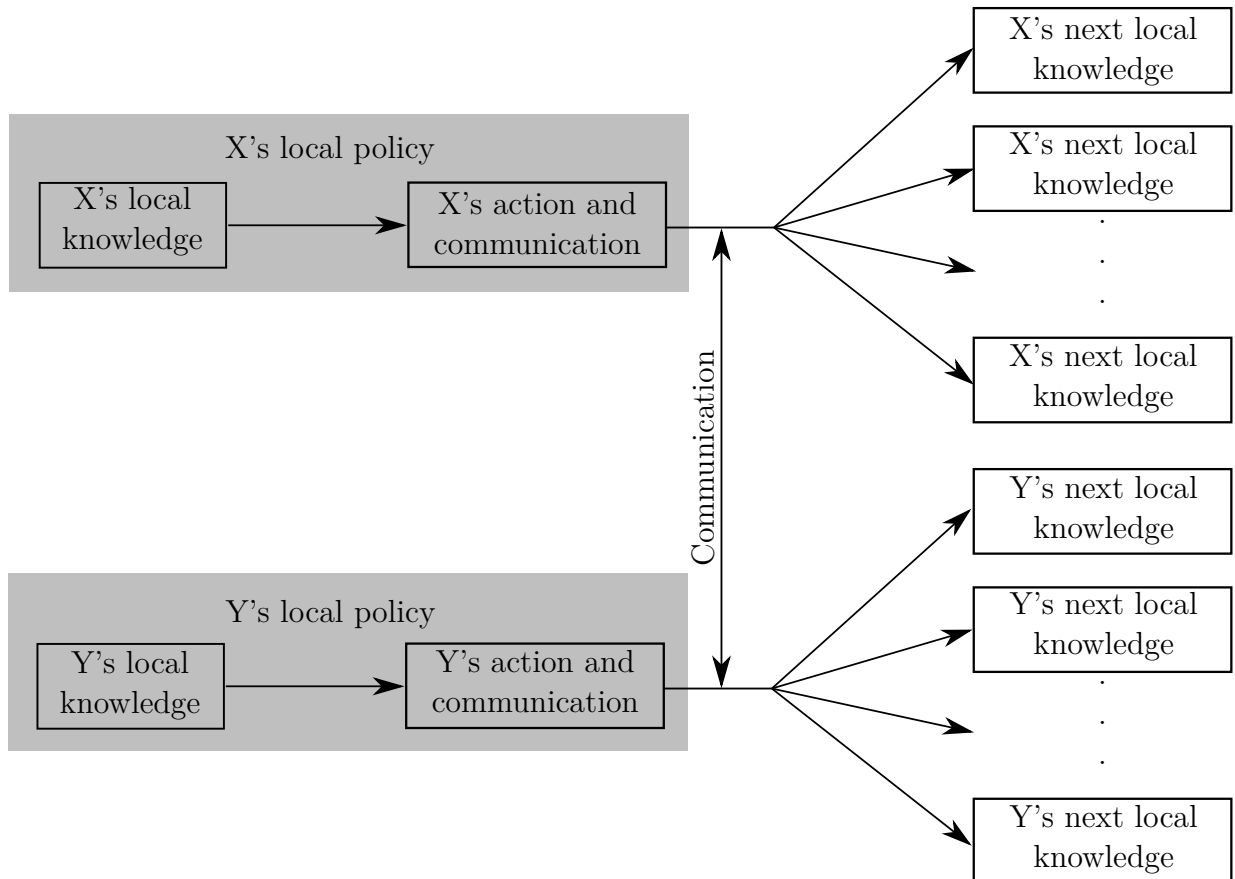 X's next local
knowledge
X's next local
knowledge
X's local policy
X's local
knowledge
X's action and
communication
.
.
.
X's next local
knowledge
Communication
Y's next local
knowledge
Y's next local
knowledge
Y's local policy
Y's local
knowledge
Y's action and
communication
.
.
.
Y's next local
knowledge